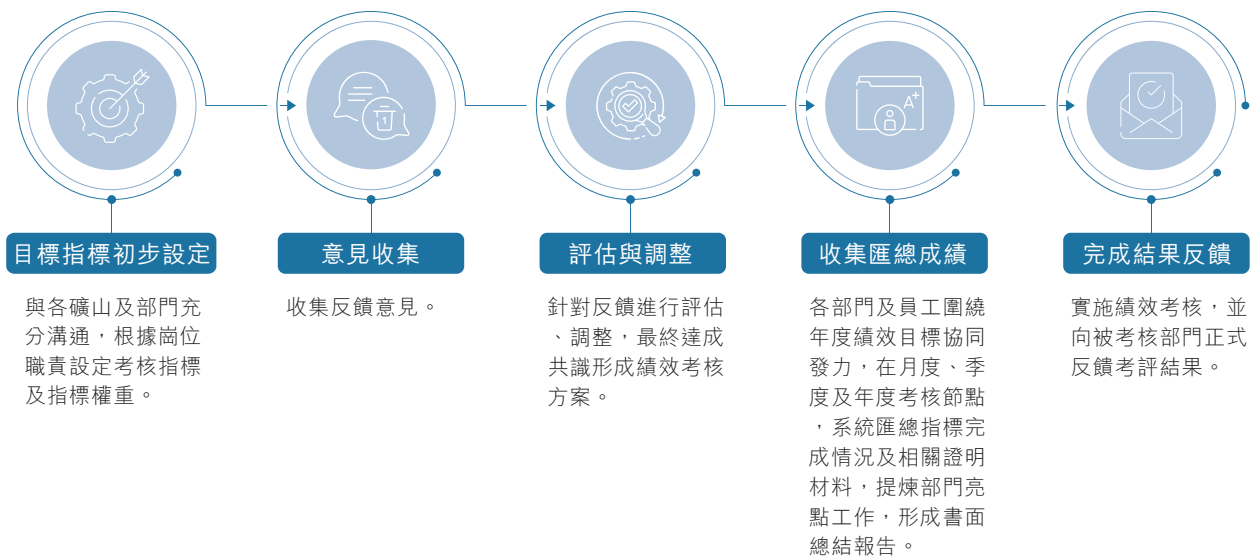 A+
1
目標指標初步設定
與各礦山及部門充
分溝通，根據崗位
職責設定考核指標
及指標權重。
意見收集
收集反饋意見。
評估與調整
針對反饋進行評估
、調整，最終達成
共識形成績效考核
方案。
收集匯總成績
各部門及員工圍繞
年度績效目標協同
發力，在月度、季
度及年度考核節點
，系統匯總指標完
成情況及相關證明
材料，提煉部門亮
點工作，形成書面
總結報告。
完成結果反饋
實施績效考核，並
向被考核部門正式
反饋考評結果。